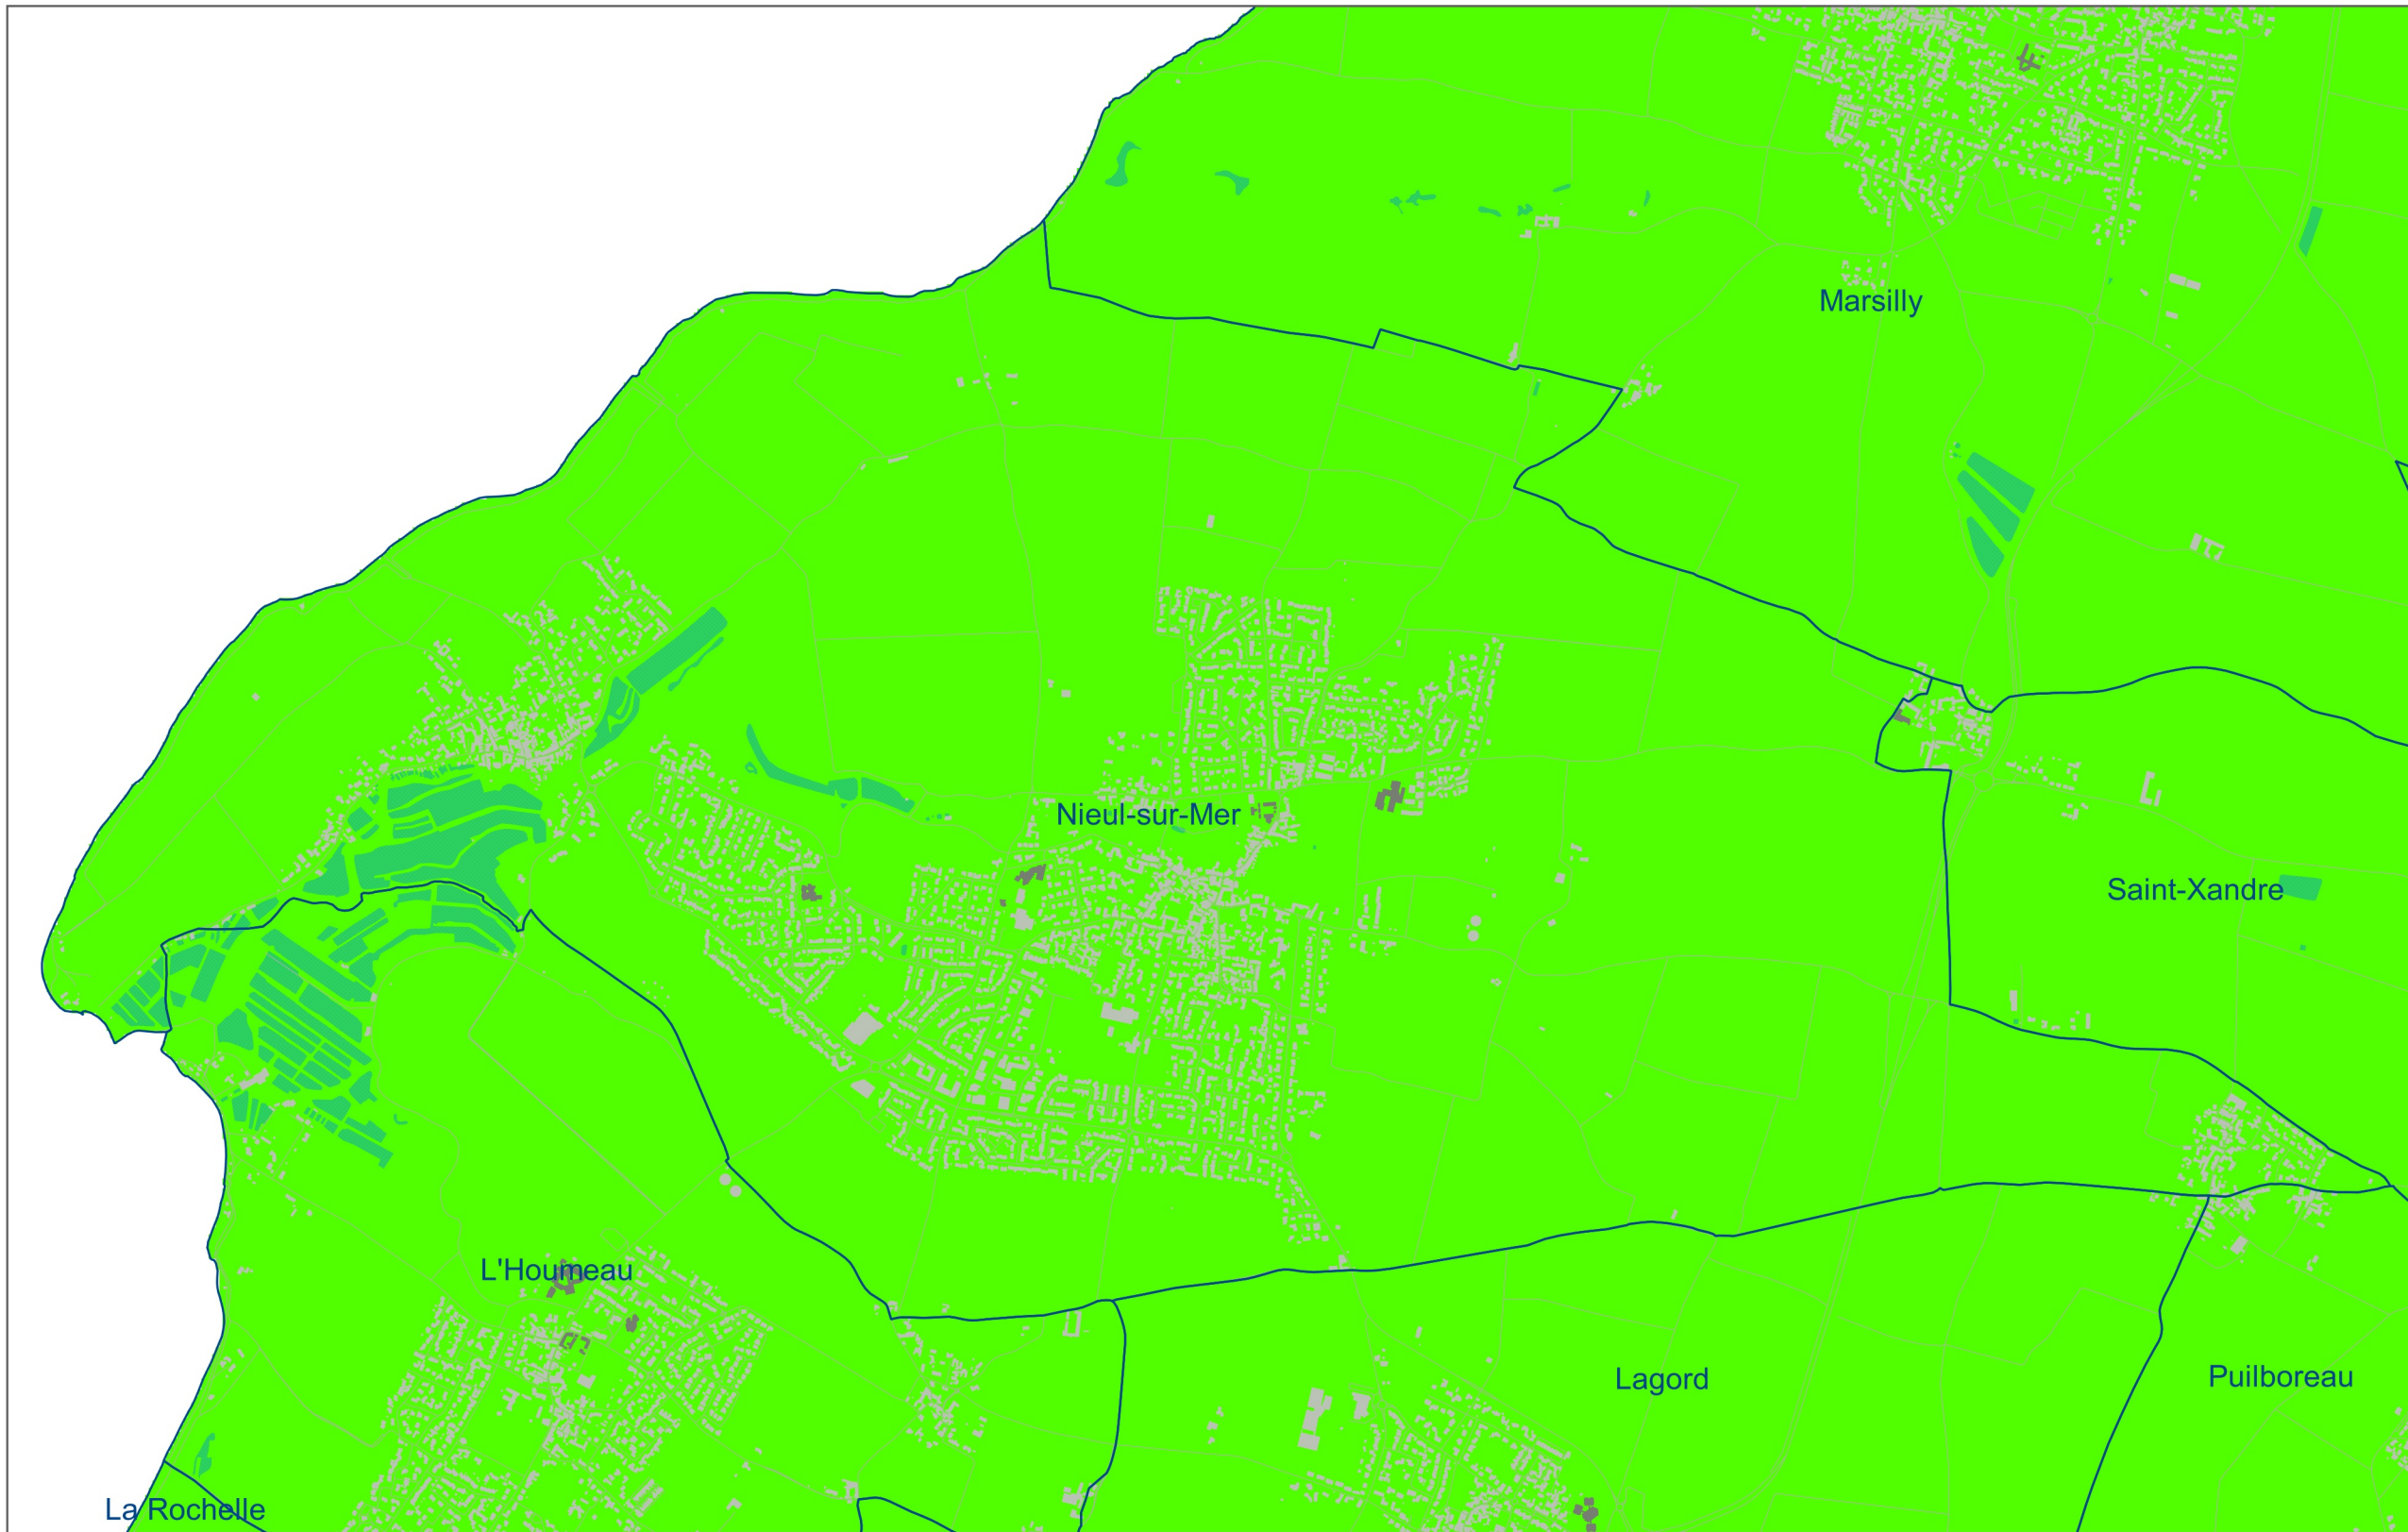 Marsilly
Nieul-sur-Mer
Saint-Xandre
L'Houmeau
Lagord
Puilboreau
La Rochelle